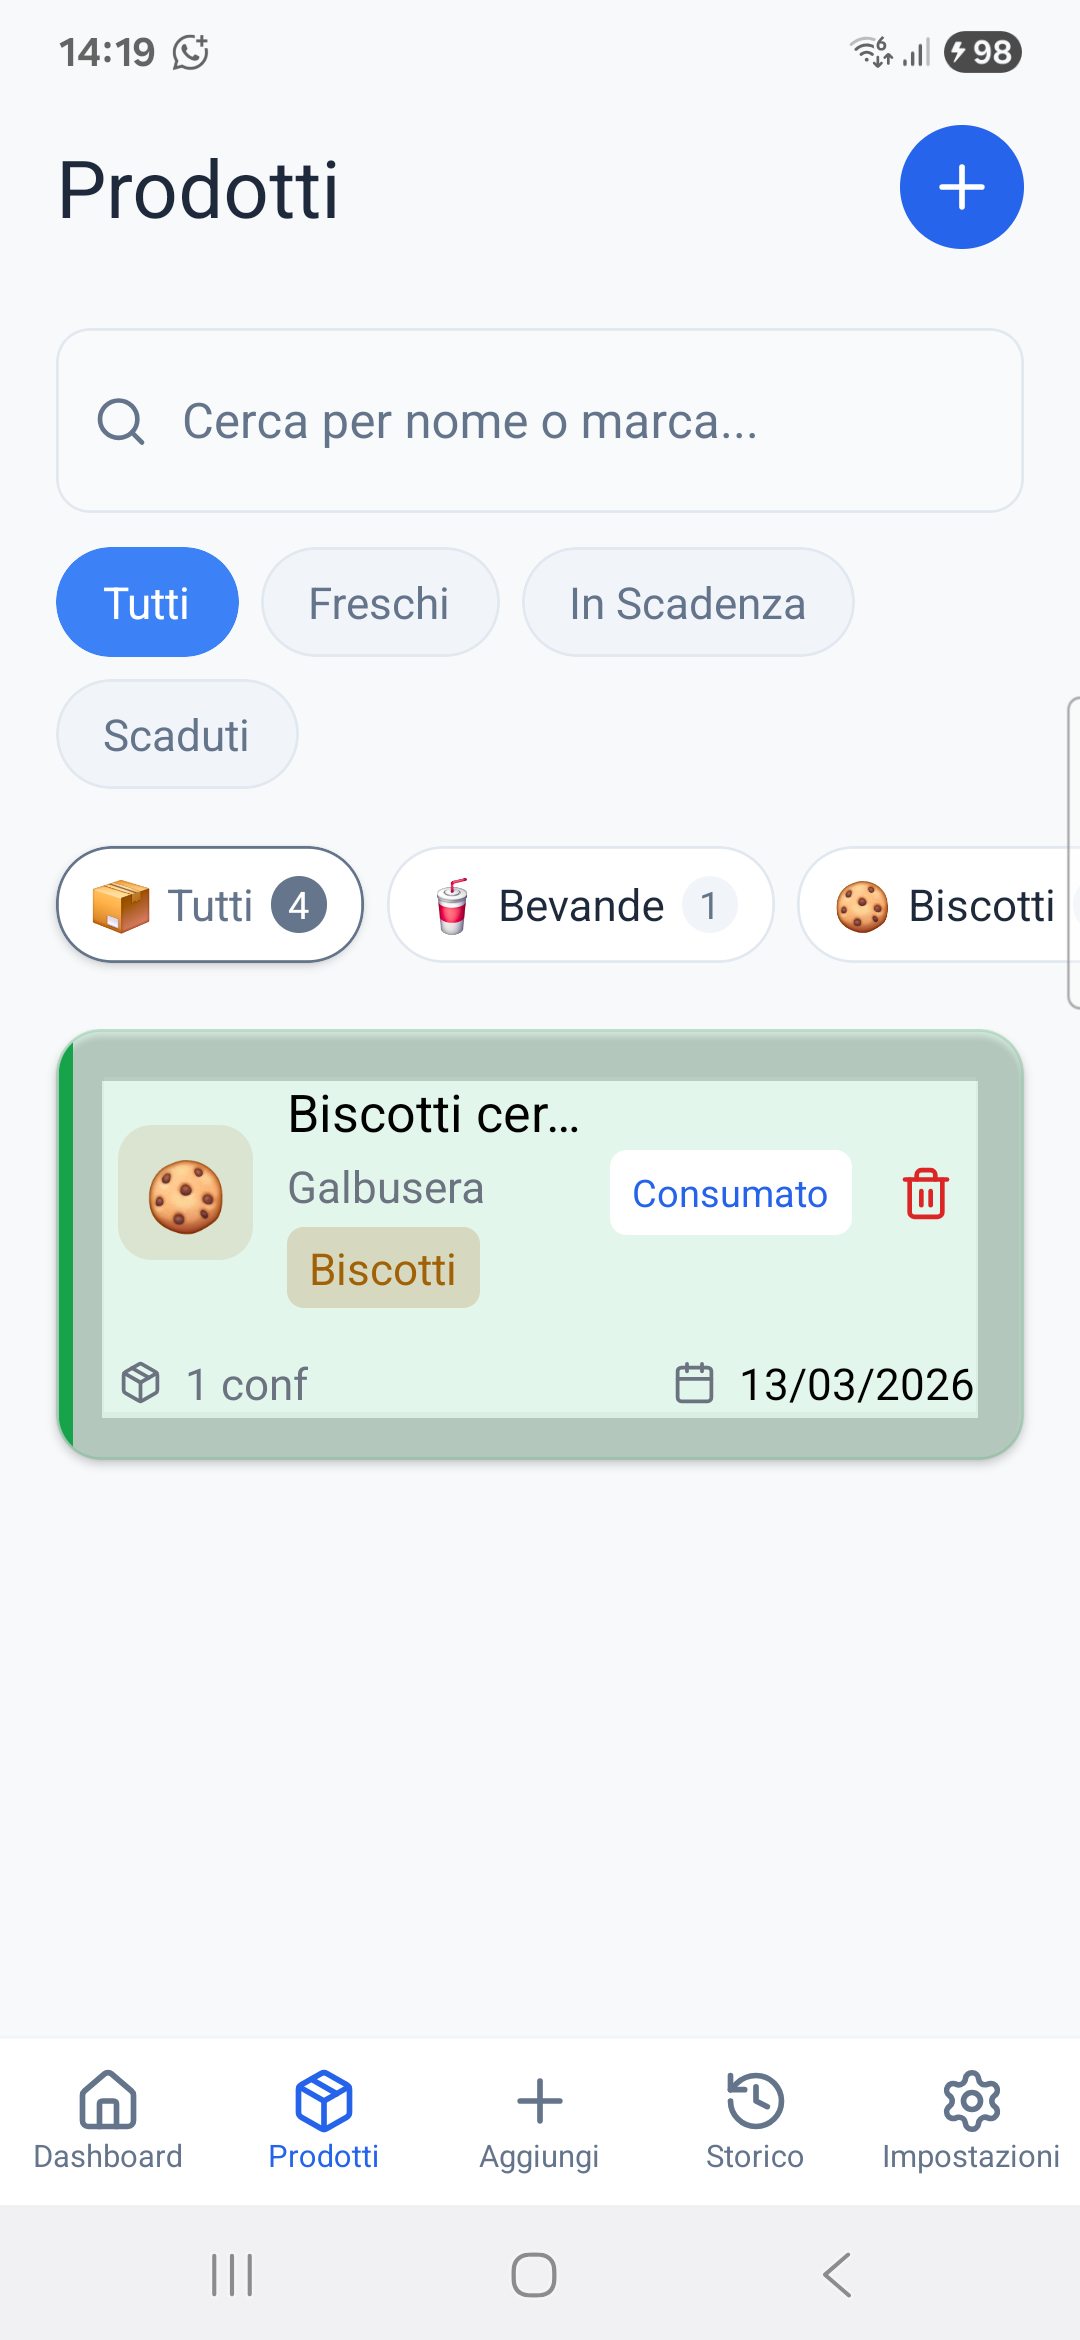 14:19
6
98
Prodotti
Cerca per nome o marca...
Tutti
Freschi
In Scadenza
Scaduti
Tutti 4
Bevande 1
Biscotti
Biscotti cer...
Galbusera
Consumato
Biscotti
1 conf
13/03/2026
Dashboard
Prodotti
Aggiungi
Storico
Impostazioni